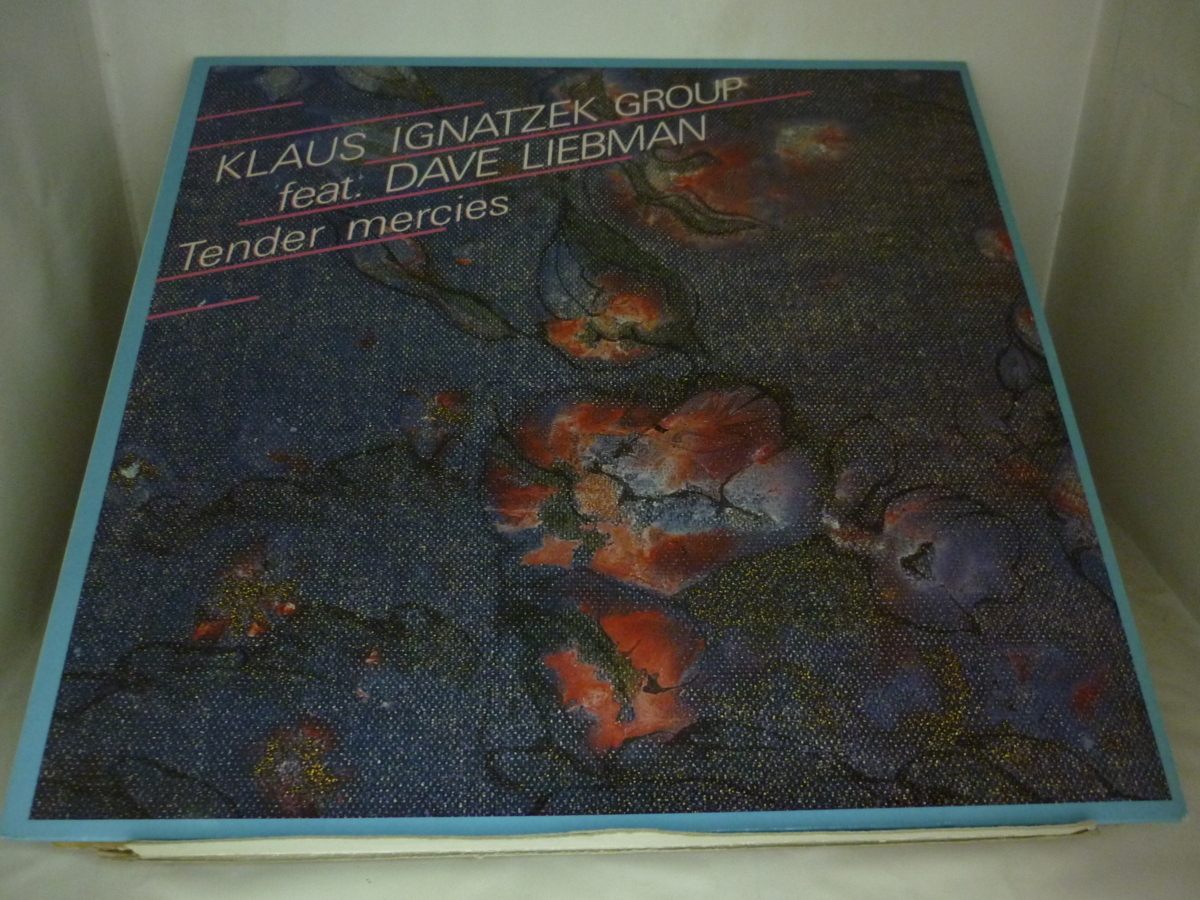 KLAUS IGNATZEK GROUP
feat. DAVE LIEBMAN
Tender mercies